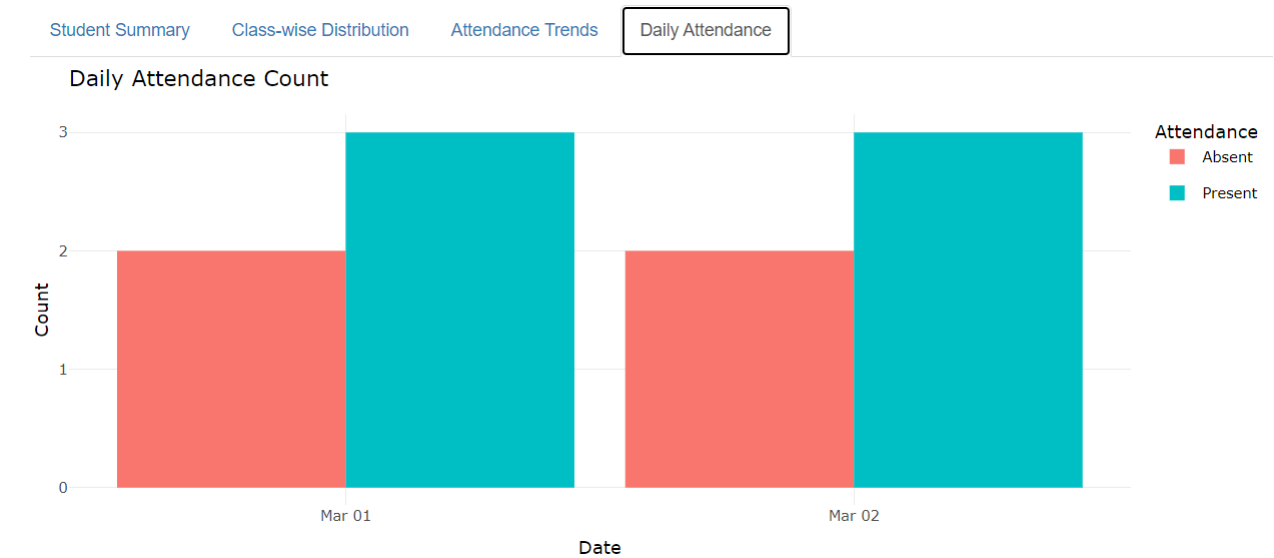 Student Summary Class-wise Distribution Attendance Trends Daily Attendance
Daily Attendance Count
Attendance
Absent
Present
Count
3
2
1
0
Mar 01 Mar 02
Date